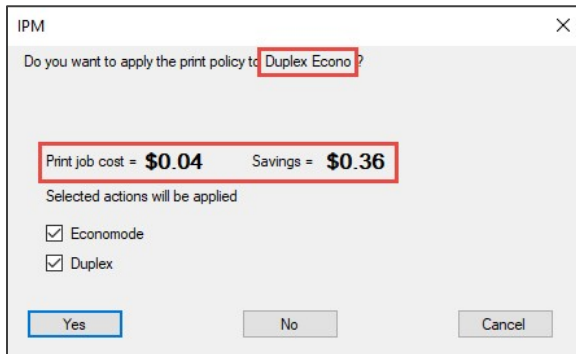 IPM
Do you want to apply the print policy to Duplex Econo ?
Print job cost = $0.04 Savings = $0.36
Selected actions will be applied
Economode
Duplex
Yes No Cancel